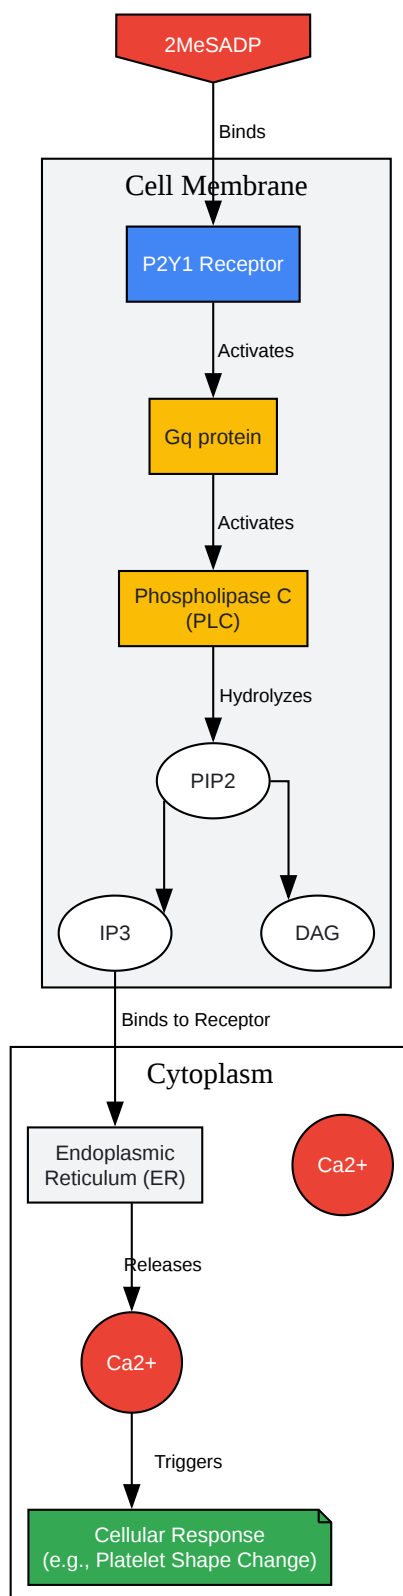 2MeSADP
Binds
Cell Membrane
P2Y1 Receptor
Activates
Gq protein
Activates
Phospholipase C
(PLC)
Hydrolyzes
PIP2
IP3
DAG
Binds to Receptor
Cytoplasm
Endoplasmic
Reticulum (ER)
Ca2+
Releases
Ca2+
Triggers
Cellular Response
(e.g., Platelet Shape Change)